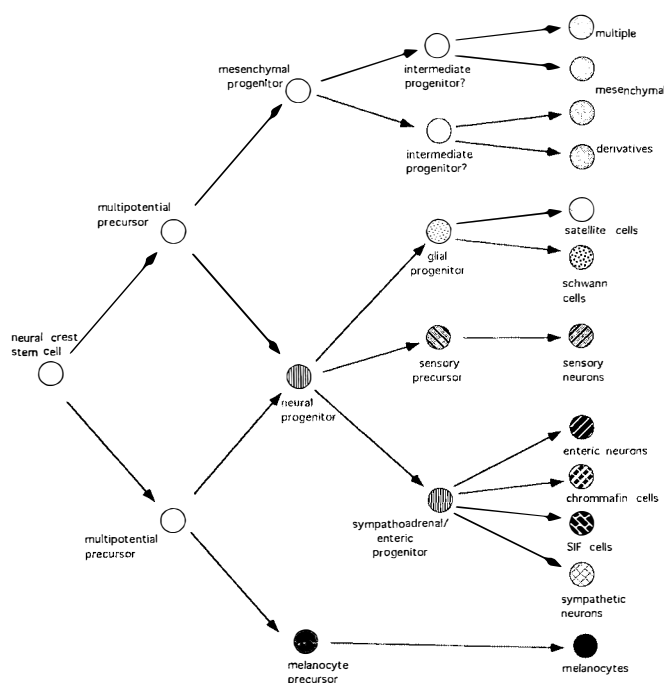 multiple
mesenchymal
progenitor
intermediate
progenitor?
mesenchymal
intermediate
progenitor?
derivatives
multipotential
precursor
satellite cells
glial
progenitor
schwann
cells
neural crest
stem cell
sensory
precursor
sensory
neurons
neural
progenitor
enteric neurons
chromaffin cells
sympathoadrenal/
enteric
progenitor
SIF cells
multipotential
precursor
sympathetic
neurons
melanocyte
precursor
melanocytes